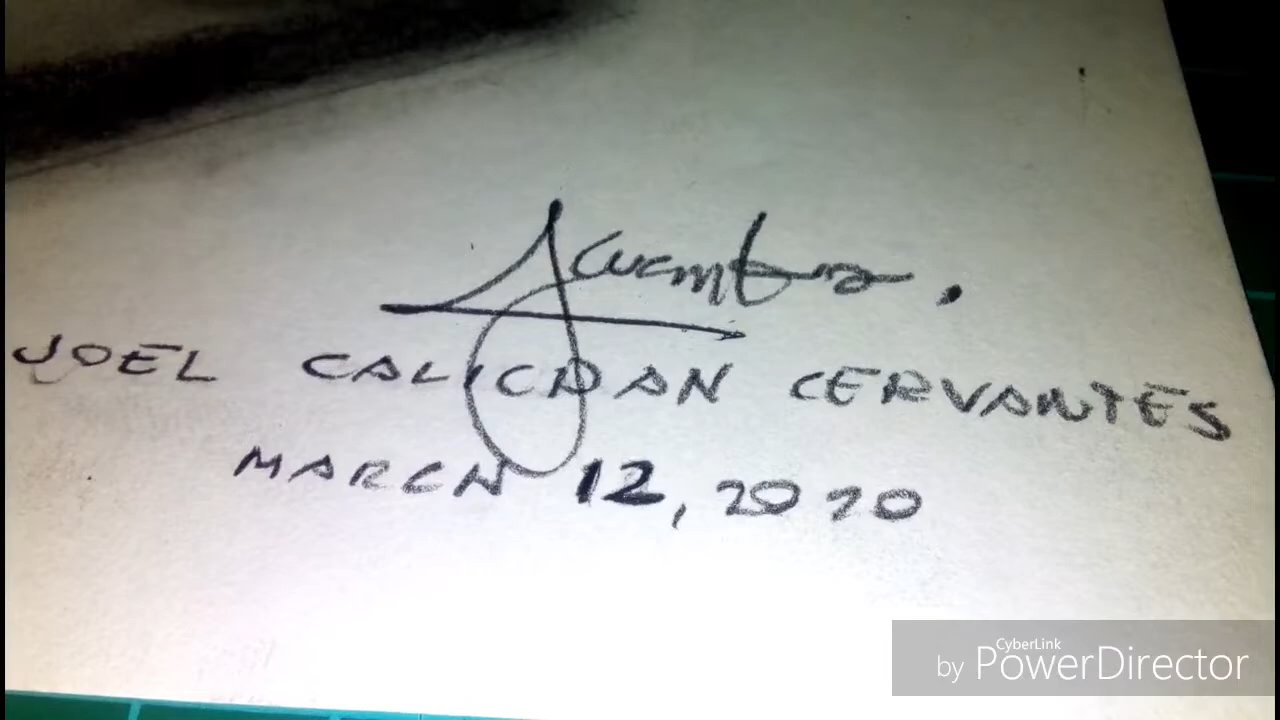 JOEL CALICDAN CERVANTES
MARCH 12, 2020
CyberLink
by PowerDirector